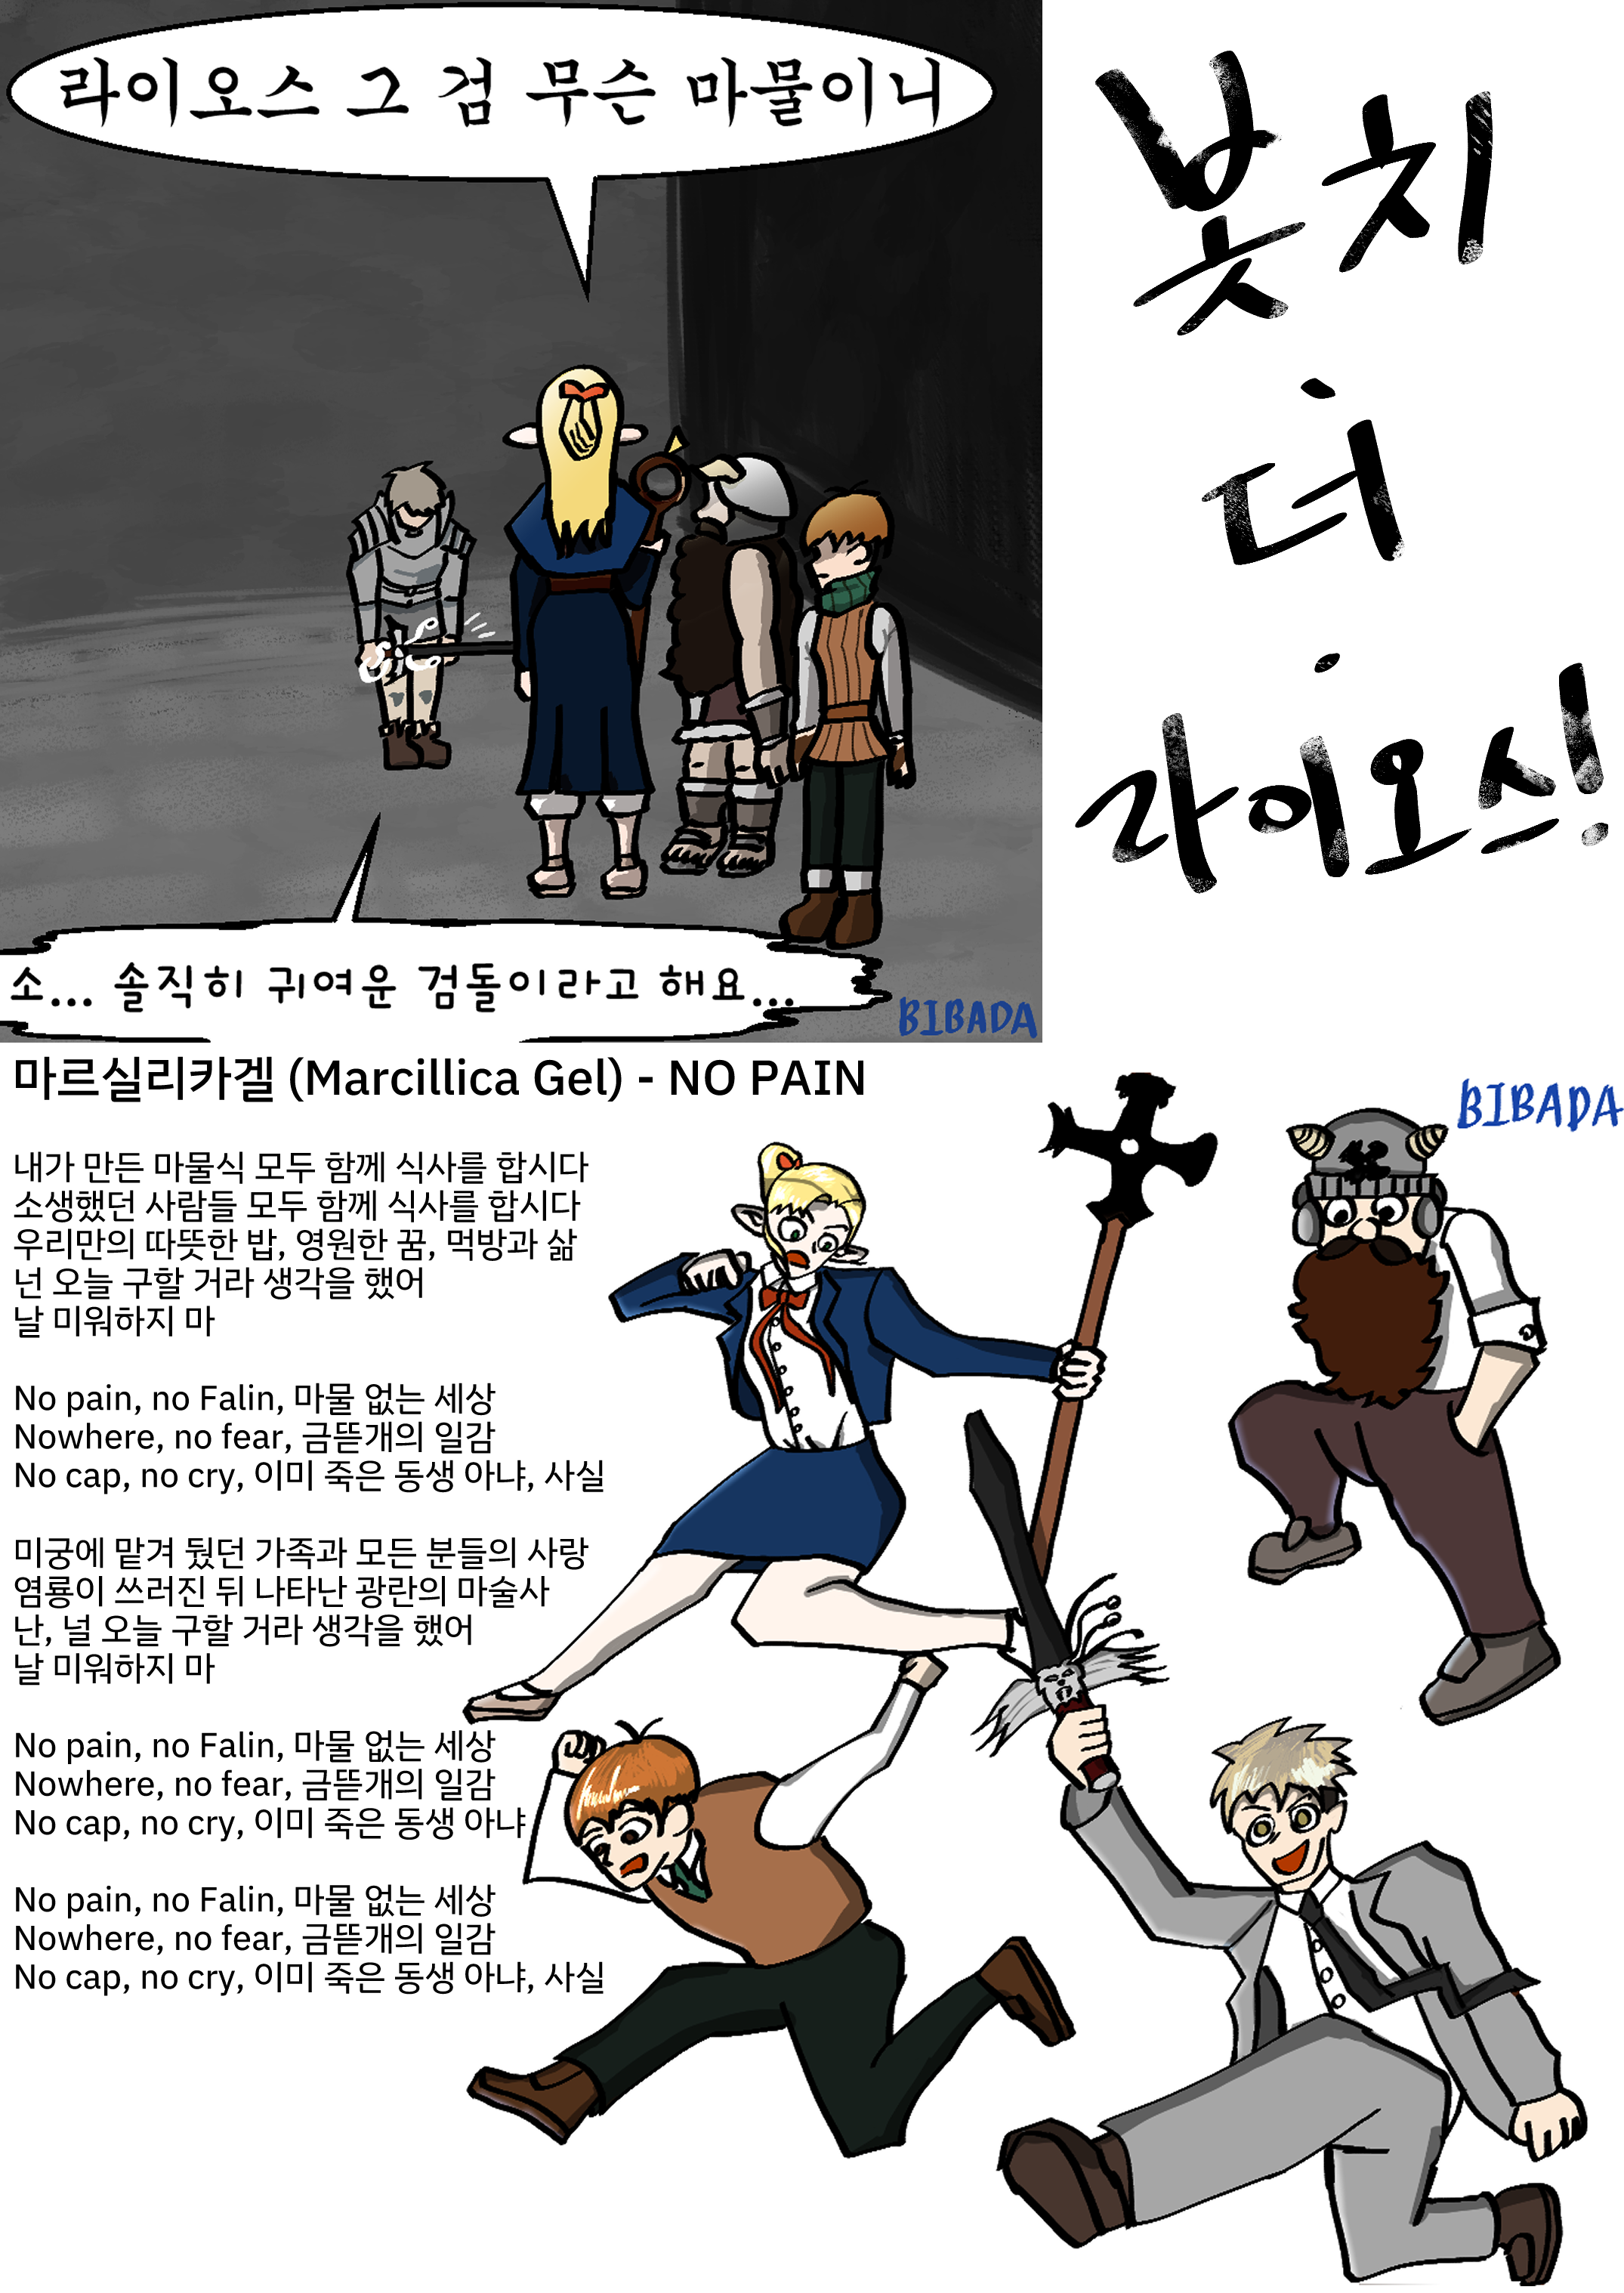 라이오스 그 검 무슨 마물이니
소... 솔직히 귀여운 검돌이라고 해요...
BIBADA
봇치
더
라이오스!
마르실리카겔 (Marcillica Gel) - NO PAIN
BIBADA
내가 만든 마물식 모두 함께 식사를 합시다
소생했던 사람들 모두 함께 식사를 합시다
우리만의 따뜻한 밥, 영원한 꿈, 먹방과 삶
넌 오늘 구할 거라 생각을 했어
날 미워하지 마
No pain, no Falin, 마물 없는 세상
Nowhere, no fear, 금뜯개의 일감
No cap, no cry, 이미 죽은 동생 아냐, 사실
미궁에 맡겨 뒀던 가족과 모든 분들의 사랑
염룡이 쓰러진 뒤 나타난 광란의 마술사
난, 널 오늘 구할 거라 생각을 했어
날 미워하지 마
No pain, no Falin, 마물 없는 세상
Nowhere, no fear, 금뜯개의 일감
No cap, no cry, 이미 죽은 동생 아냐
No pain, no Falin, 마물 없는 세상
Nowhere, no fear, 금뜯개의 일감
No cap, no cry, 이미 죽은 동생 아냐, 사실